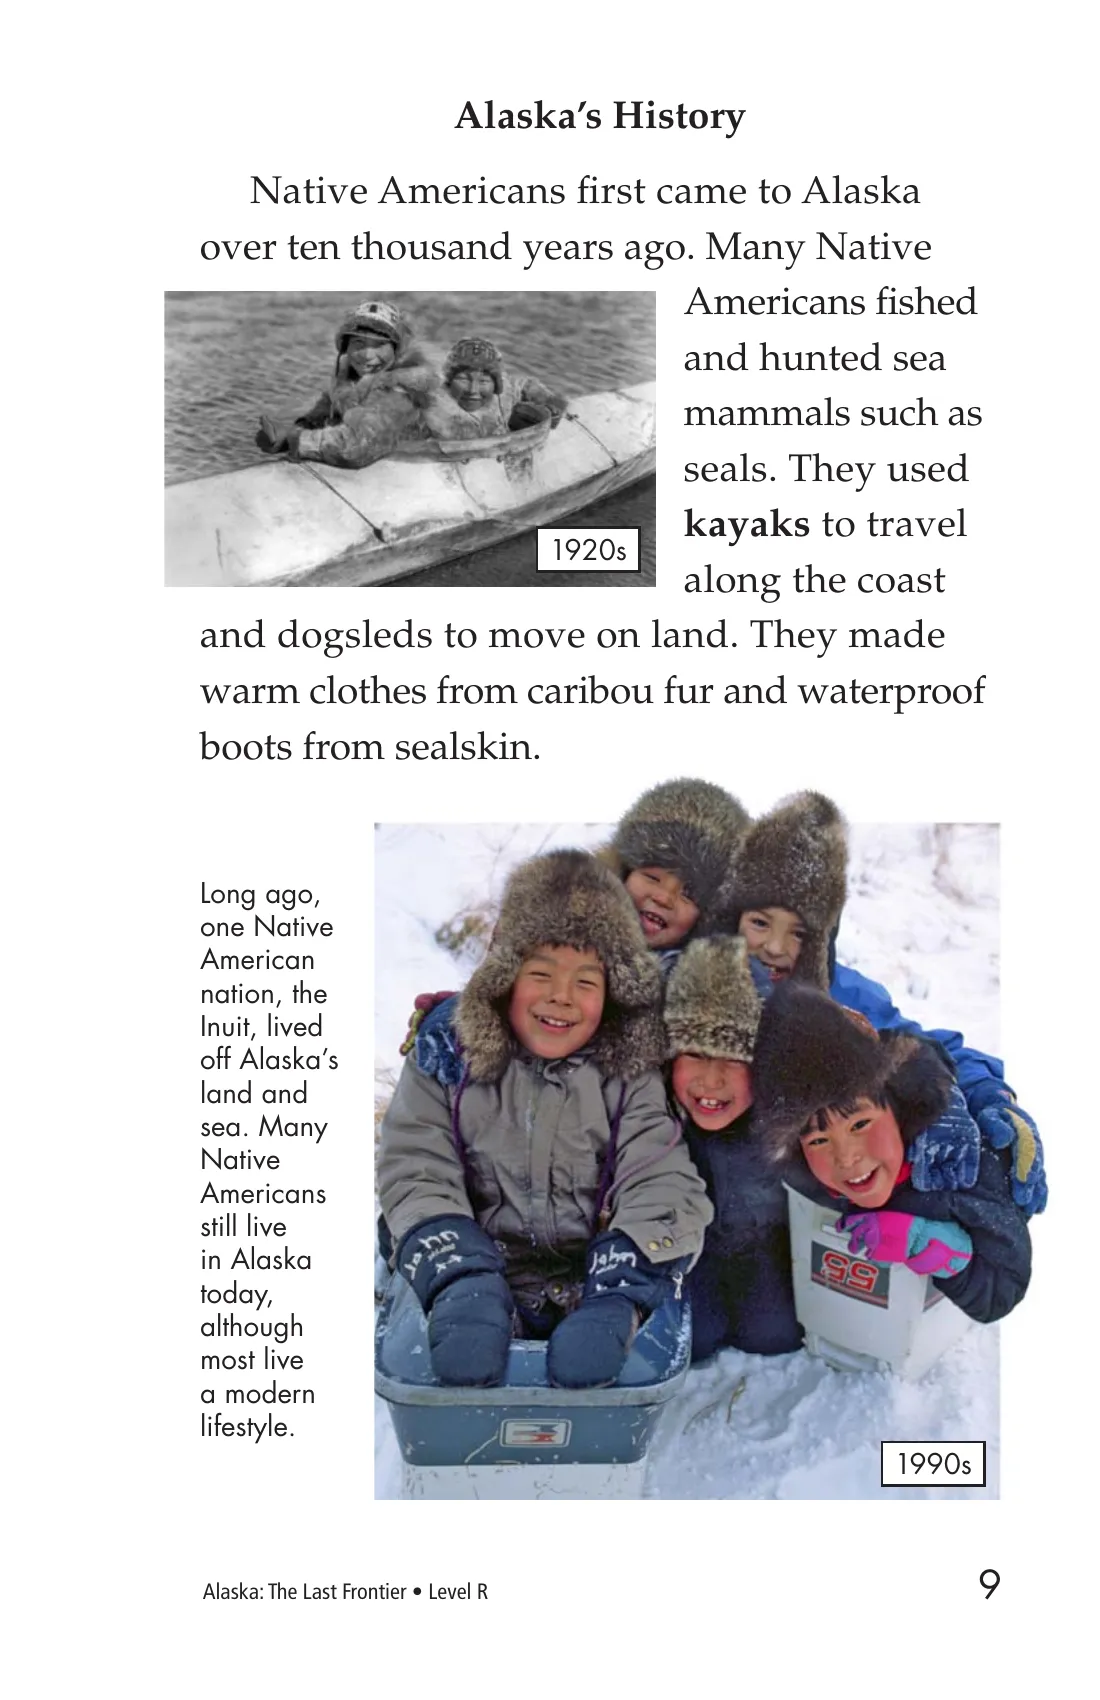 Alaska's History
Native Americans first came to Alaska
over ten thousand years ago. Many Native
Americans fished
and hunted sea
mammals such as
seals. They used
kayaks to travel
along the coast
and dogsleds to move on land. They made
warm clothes from caribou fur and waterproof
boots from sealskin.
1920s
Long ago,
one Native
American
nation, the
Inuit, lived
off Alaska's
land and
sea. Many
Native
Americans
still live
in Alaska
today,
although
most live
a modern
lifestyle.
John
John
55
1990s
Alaska: The Last Frontier • Level R
9